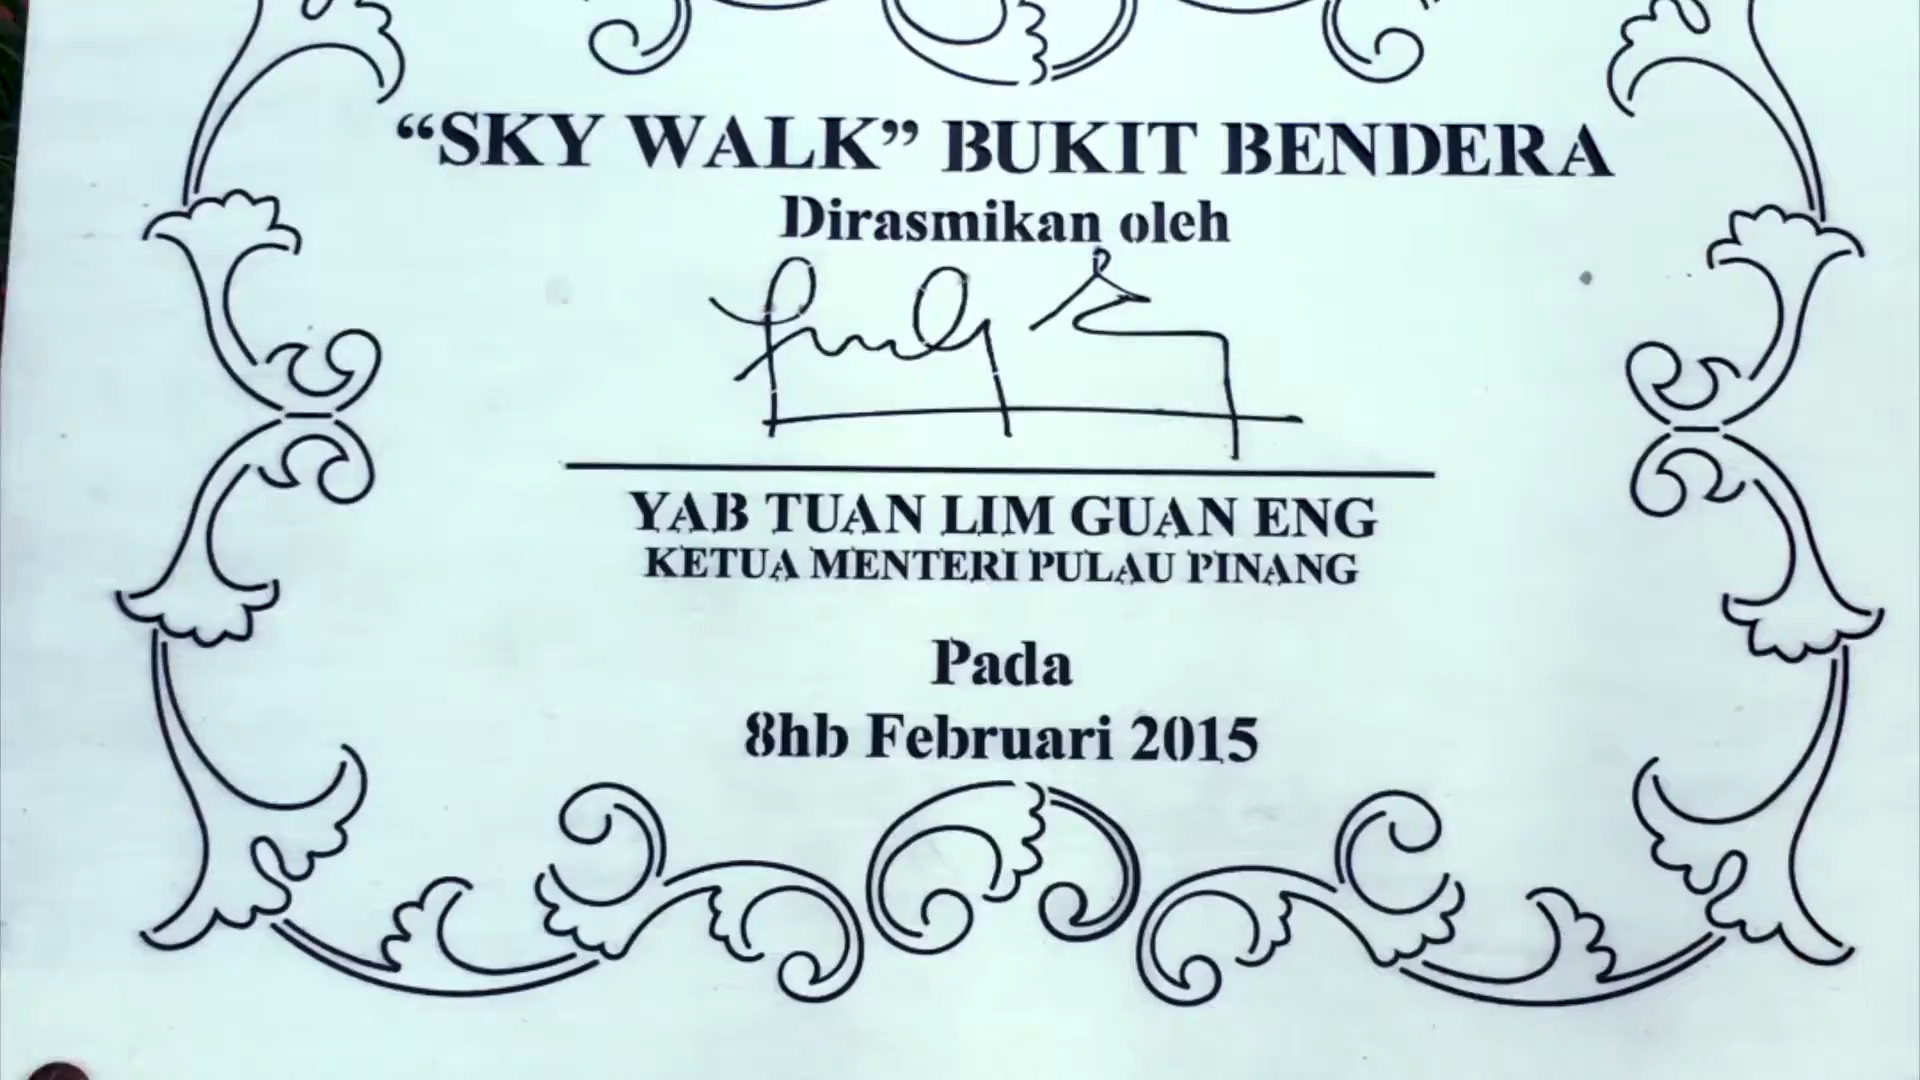 “SKY WALK” BUKIT BENDERA
Dirasmikan oleh
YAB TUAN LIM GUAN ENG
KETUA MENTERI PULAU PINANG
Pada
8hb Februari 2015